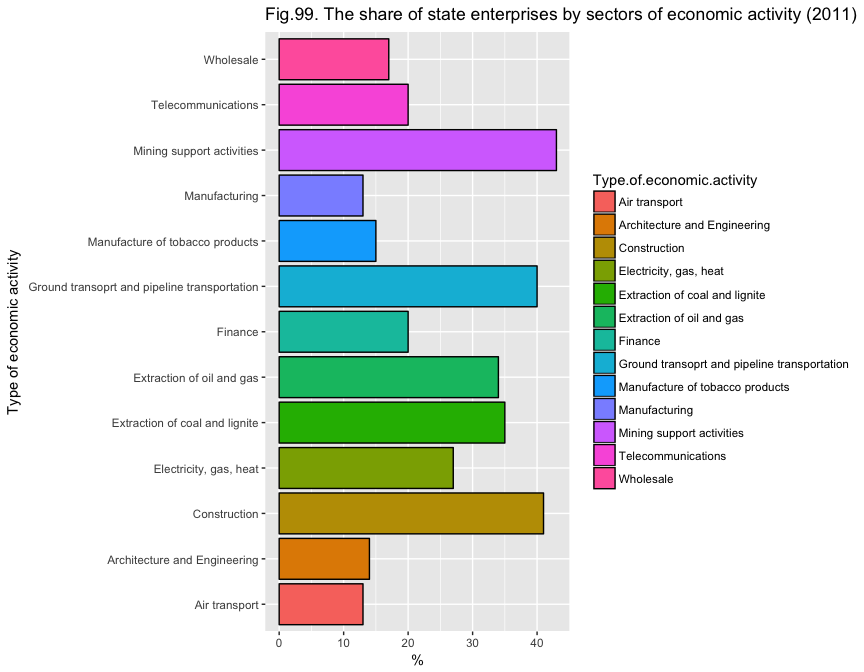 Fig.99. The share of state enterprises by sectors of economic activity (2011)
Type of economic activity
Wholesale
Telecommunications
Mining support activities
Manufacturing
Manufacture of tobacco products
Ground transoprt and pipeline transportation
Finance
Extraction of oil and gas
Extraction of coal and lignite
Electricity, gas, heat
Construction
Architecture and Engineering
Air transport
0 10 20 30 40
%
Type.of.economic.activity
Air transport
Architecture and Engineering
Construction
Electricity, gas, heat
Extraction of coal and lignite
Extraction of oil and gas
Finance
Ground transoprt and pipeline transportation
Manufacture of tobacco products
Manufacturing
Mining support activities
Telecommunications
Wholesale